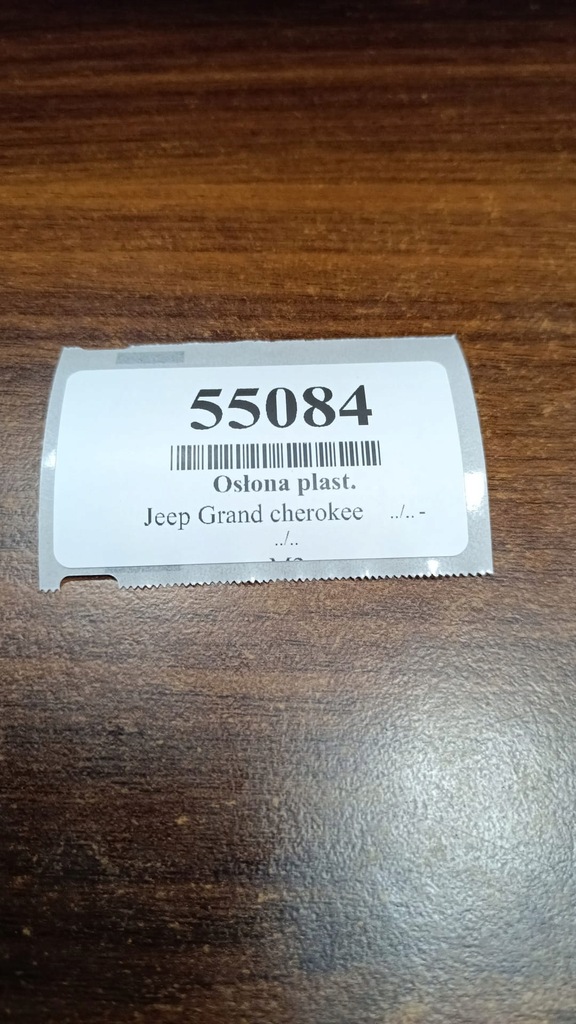 55084
Osłona plast.
Jeep Grand cherokee ../.. -
../..